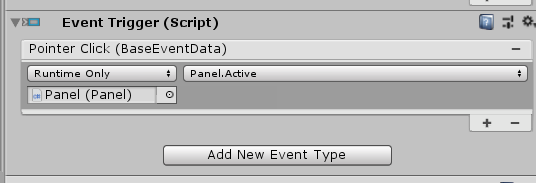 Event Trigger (Script)
Pointer Click (BaseEventData)
Runtime Only
Panel.Active
Panel (Panel)
Add New Event Type